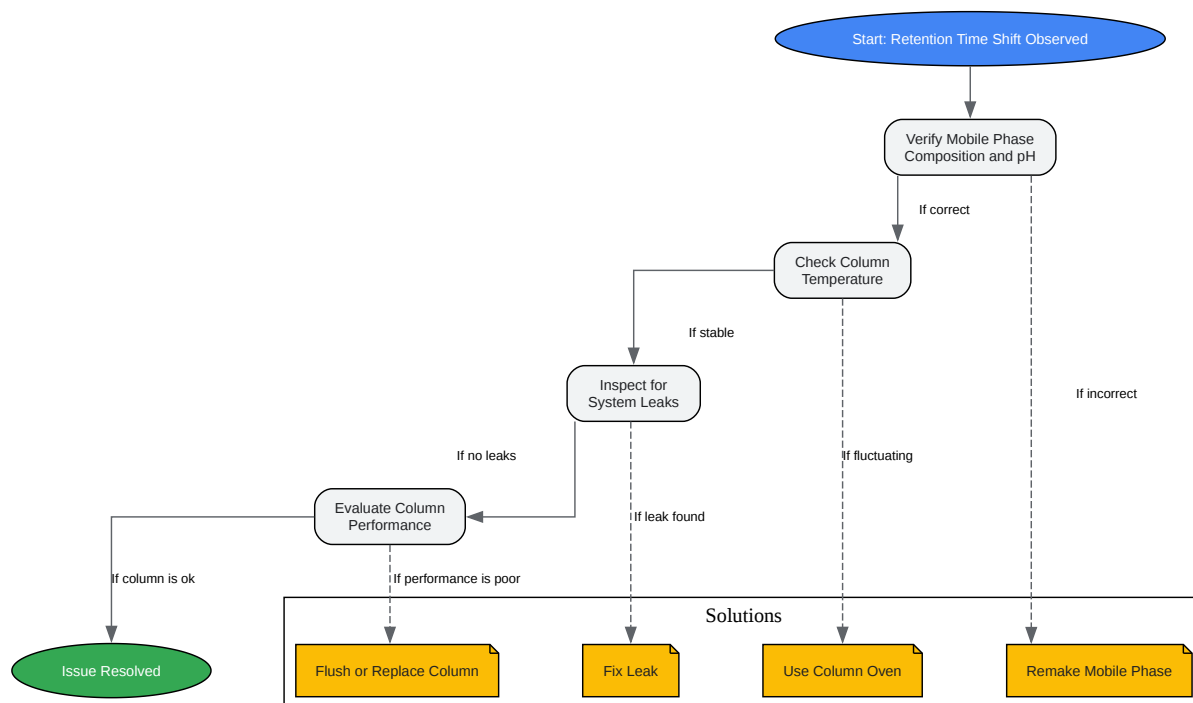 Start: Retention Time Shift Observed
Verify Mobile Phase
Composition and pH
If correct
Check Column
Temperature
If stable
Inspect for
System Leaks
If incorrect
If no leaks
If fluctuating
Evaluate Column
Performance
If leak found
If column is ok
If performance is poor
Solutions
Issue Resolved
Flush or Replace Column
Fix Leak
Use Column Oven
Remake Mobile Phase